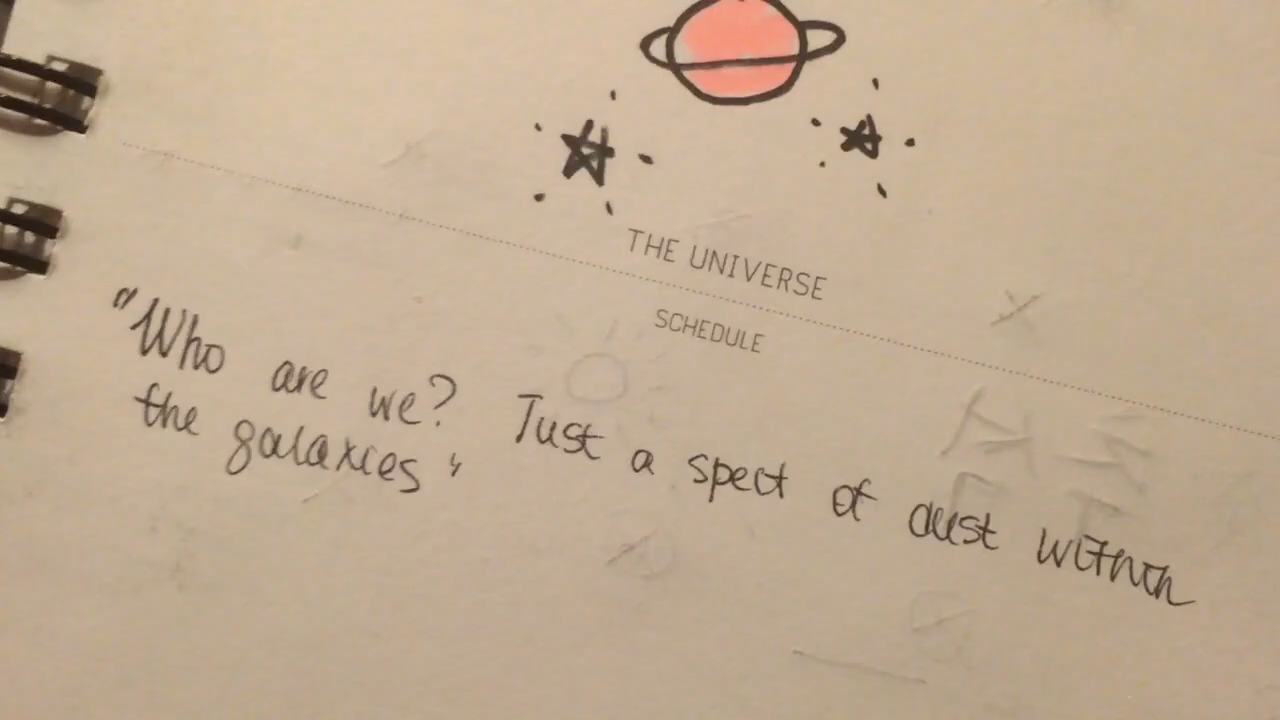 THE UNIVERSE
SCHEDULE
"Who are we? Just a spect of dust within
the galaxies"